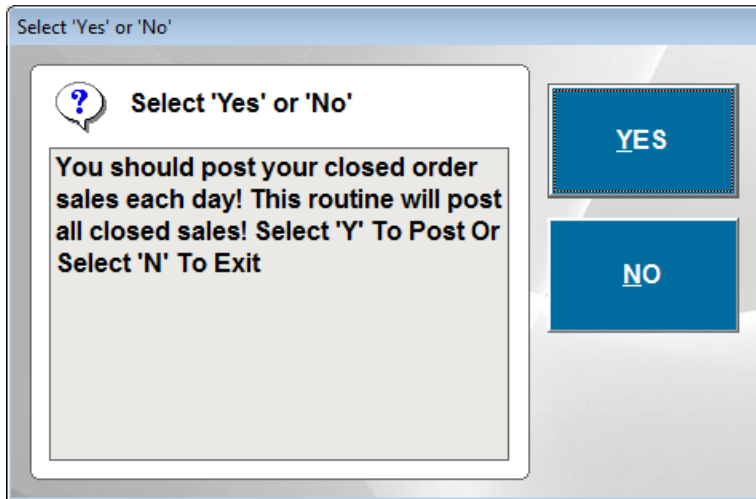 Select 'Yes' or 'No'
Select 'Yes' or 'No'
You should post your closed order
sales each day! This routine will post
all closed sales! Select 'Y' To Post Or
Select 'N' To Exit
YES
NO